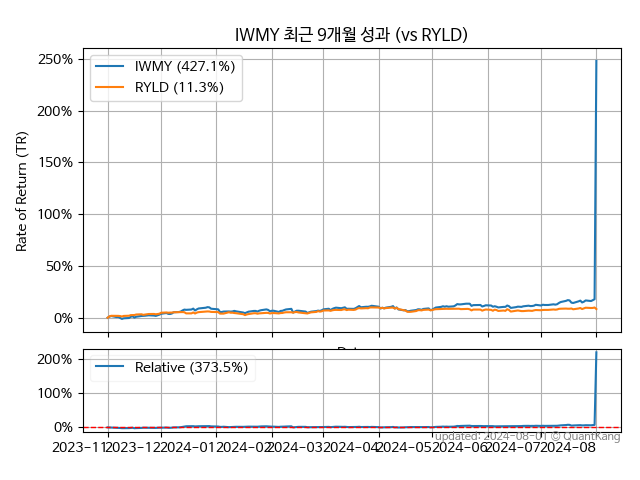 IWMY 최근 9개월 성과 (vs RYLD)
250%
200%
150%
100%
50%
0%
Rate of Return (TR)
IWMY (427.1%)
RYLD (11.3%)
200%
100%
0%
Relative (373.5%)
2023-11 2023-12 2024-01 2024-02 2024-03 2024-04 2024-05 2024-06 2024-07 2024-08
updated: 2024-08-01 © QuantKang